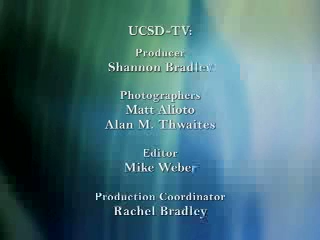 UCSD-TV:
Producer
Shannon Bradley
Photographers
Matt Alioto
Alan M. Thwaites
Editor
Mike Weber
Production Coordinator
Rachel Bradley